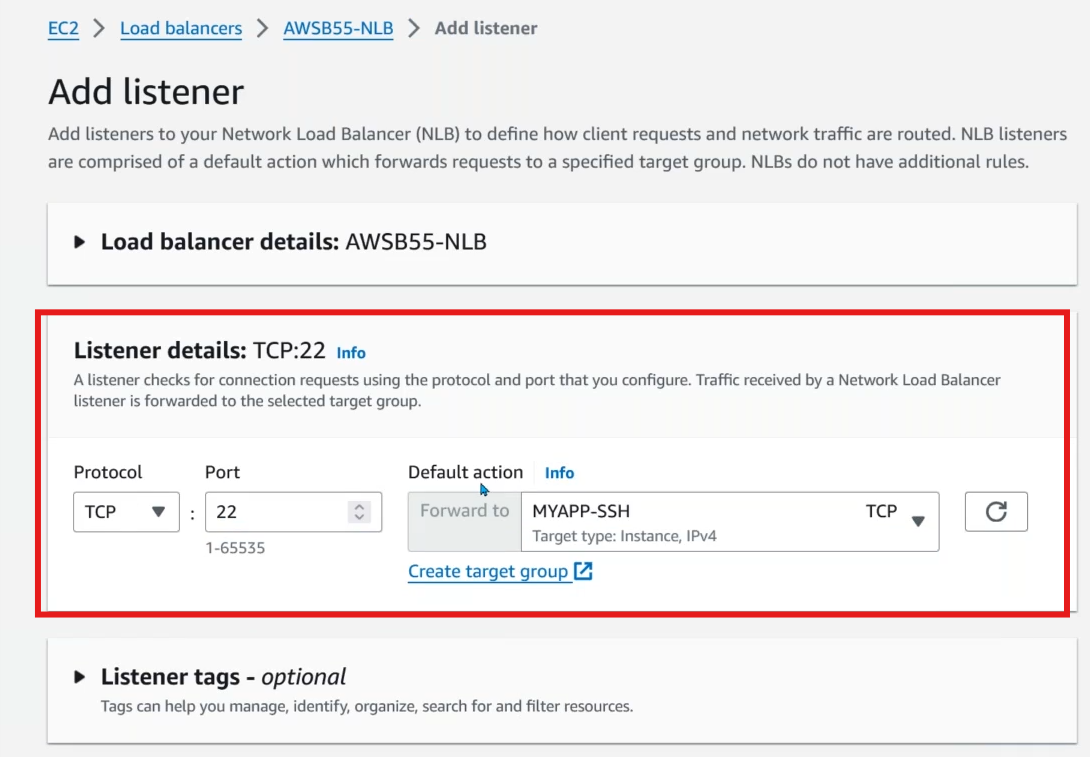 EC2 > Load balancers > AWSB55-NLB > Add listener
Add listener
Add listeners to your Network Load Balancer (NLB) to define how client requests and network traffic are routed. NLB listeners
are comprised of a default action which forwards requests to a specified target group. NLBs do not have additional rules.
Load balancer details: AWSB55-NLB
Listener details: TCP:22 Info
A listener checks for connection requests using the protocol and port that you configure. Traffic received by a Network Load Balancer
listener is forwarded to the selected target group.
Protocol Port Default action Info
TCP : 22 Forward to MYAPP-SSH TCP
1-65535 Target type: Instance, IPv4
Create target group
Listener tags - optional
Tags can help you manage, identify, organize, search for and filter resources.